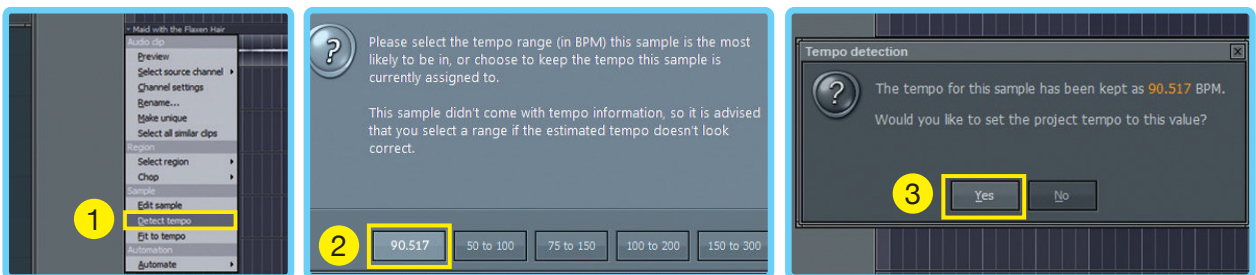 Maid with the Flaxen Hair
Audio clip
Preview
Select source channel
Channel settings
Rename...
Make unique
Select all similar clips
Region
Select region
Chop
Sample
Edit sample
1
Detect tempo
Fit to tempo
Automation
Automate
Please select the tempo range (in BPM) this sample is the most
likely to be in, or choose to keep the tempo this sample is
currently assigned to.
This sample didn't come with tempo information, so it is advised
that you select a range if the estimated tempo doesn't look
correct.
2
90.517 50 to 100 75 to 150 100 to 200 150 to 300
Tempo detection
The tempo for this sample has been kept as 90.517 BPM.
Would you like to set the project tempo to this value?
3
Yes No